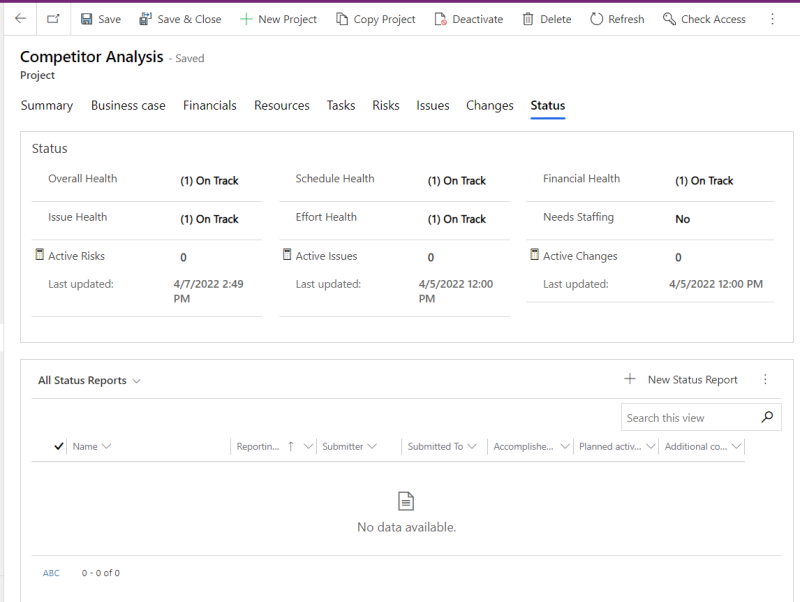 Save
Save & Close
New Project
Copy Project
Deactivate
Delete
Refresh
Check Access
Competitor Analysis - Saved
Project
Summary
Business case
Financials
Resources
Tasks
Risks
Issues
Changes
Status
Status
Overall Health
(1) On Track
Schedule Health
(1) On Track
Financial Health
(1) On Track
Issue Health
(1) On Track
Effort Health
(1) On Track
Needs Staffing
No
Active Risks
0
Active Issues
0
Active Changes
0
Last updated:
4/7/2022 2:49
PM
Last updated:
4/5/2022 12:00
PM
Last updated:
4/5/2022 12:00 PM
All Status Reports
New Status Report
Search this view
Name
Reportin...
Submitter
Submitted To
Accomplishe...
Planned activ...
Additional co...
No data available.
ABC
0 - 0 of 0